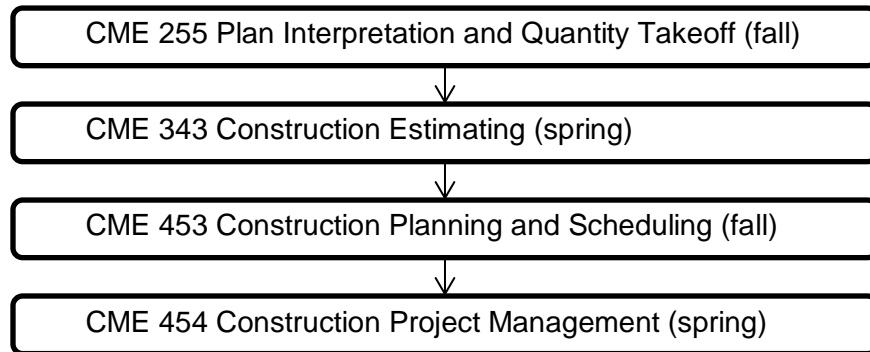 CME 255 Plan Interpretation and Quantity Takeoff (fall)
CME 343 Construction Estimating (spring)
CME 453 Construction Planning and Scheduling (fall)
CME 454 Construction Project Management (spring)